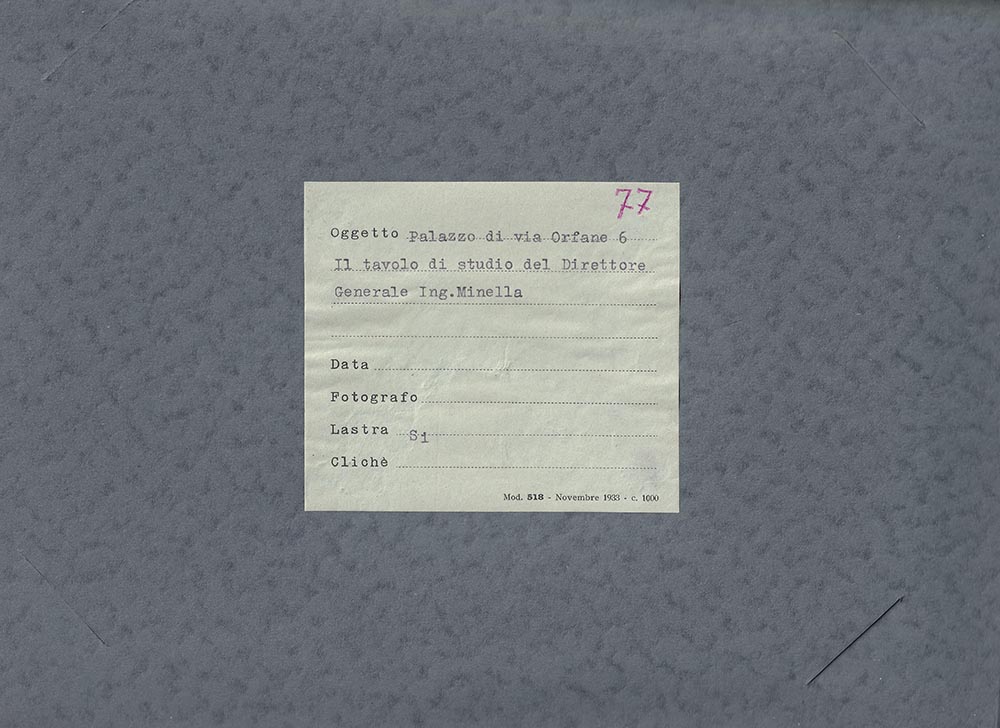 77
Oggetto Palazzo di via Orfane 6
Il tavolo di studio del Direttore
Generale Ing.Minella
Data
Fotografo
Lastra Si
Clichè
Mod. 518 - Novembre 1933 - c. 1000